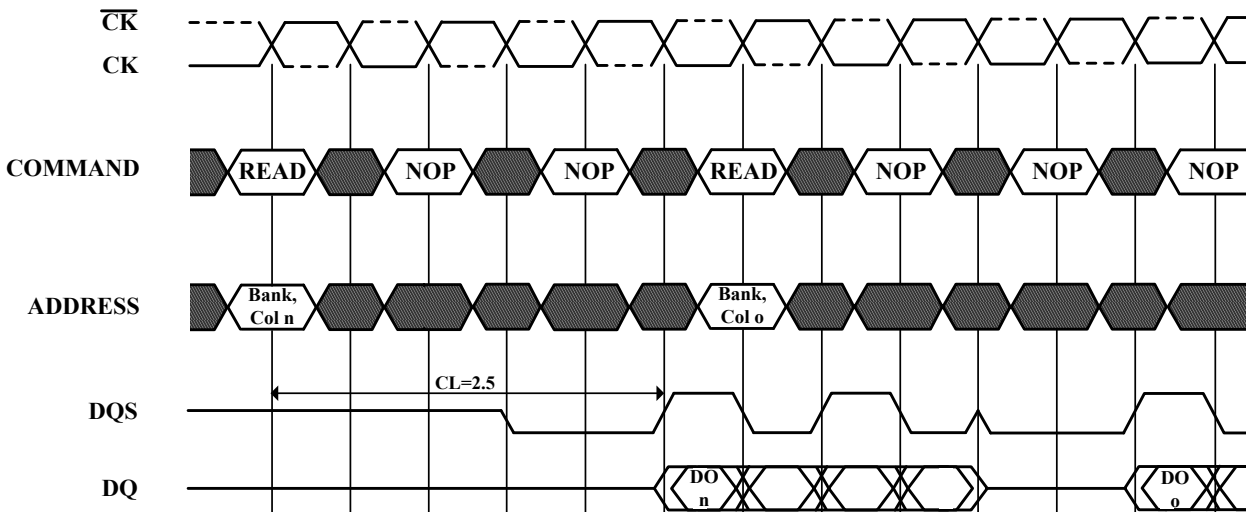 CK
CK
COMMAND READ NOP NOP READ NOP NOP NOP
ADDRESS Bank, Col n Bank, Col o
CL=2.5
DQS
DQ DO n DO o